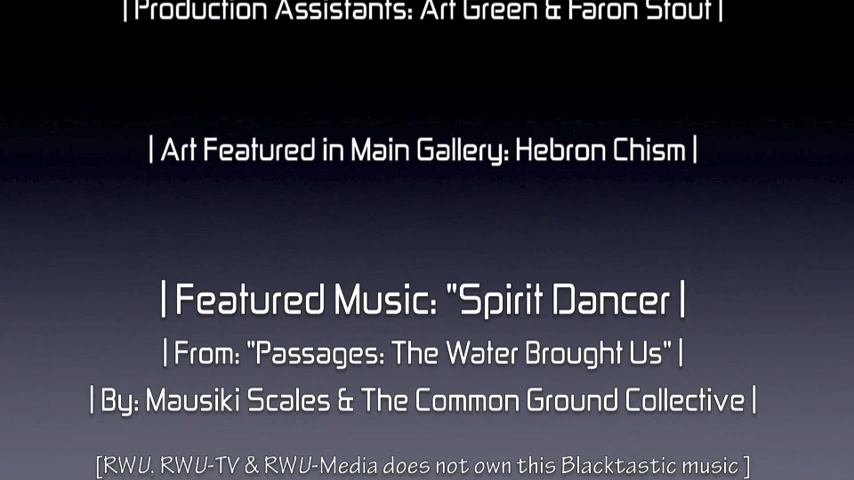 | Production Assistants: Art Green & Faron Stout |
| Art Featured in Main Gallery: Hebron Chism |
| Featured Music: "Spirit Dancer |
| From: "Passages: The Water Brought Us" |
| By: Mausiki Scales & The Common Ground Collective |
[RWU, RWU-TV & RWU-Media does not own this Blacktastic music ]